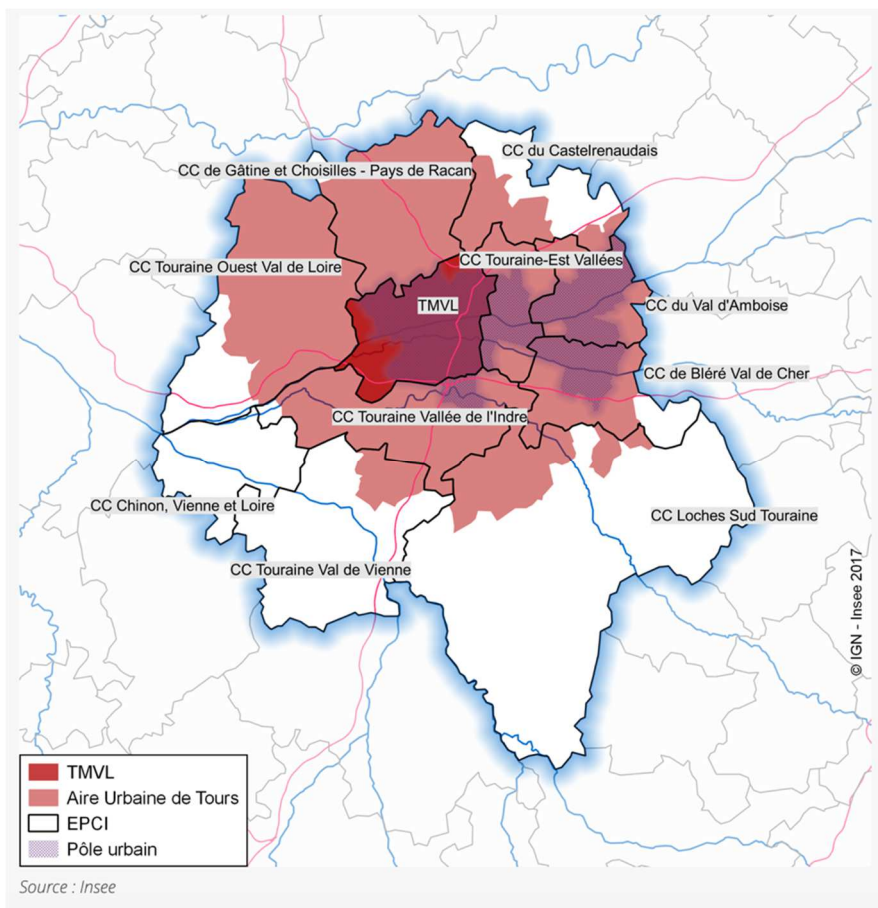 CC du Castelrenaudais
CC de Gâtine et Choisilles - Pays de Racan
CC Touraine-Est Vallées
CC Touraine Ouest Val de Loire
TMVL
CC du Val d'Amboise
CC de Bléré Val de Cher
CC Touraine Vallée de l'Indre
CC Chinon, Vienne et Loire
CC Loches Sud Touraine
CC Touraine Val de Vienne
© IGN - Insee 2017
TMVL
Aire Urbaine de Tours
EPCI
Pôle urbain
Source : Insee